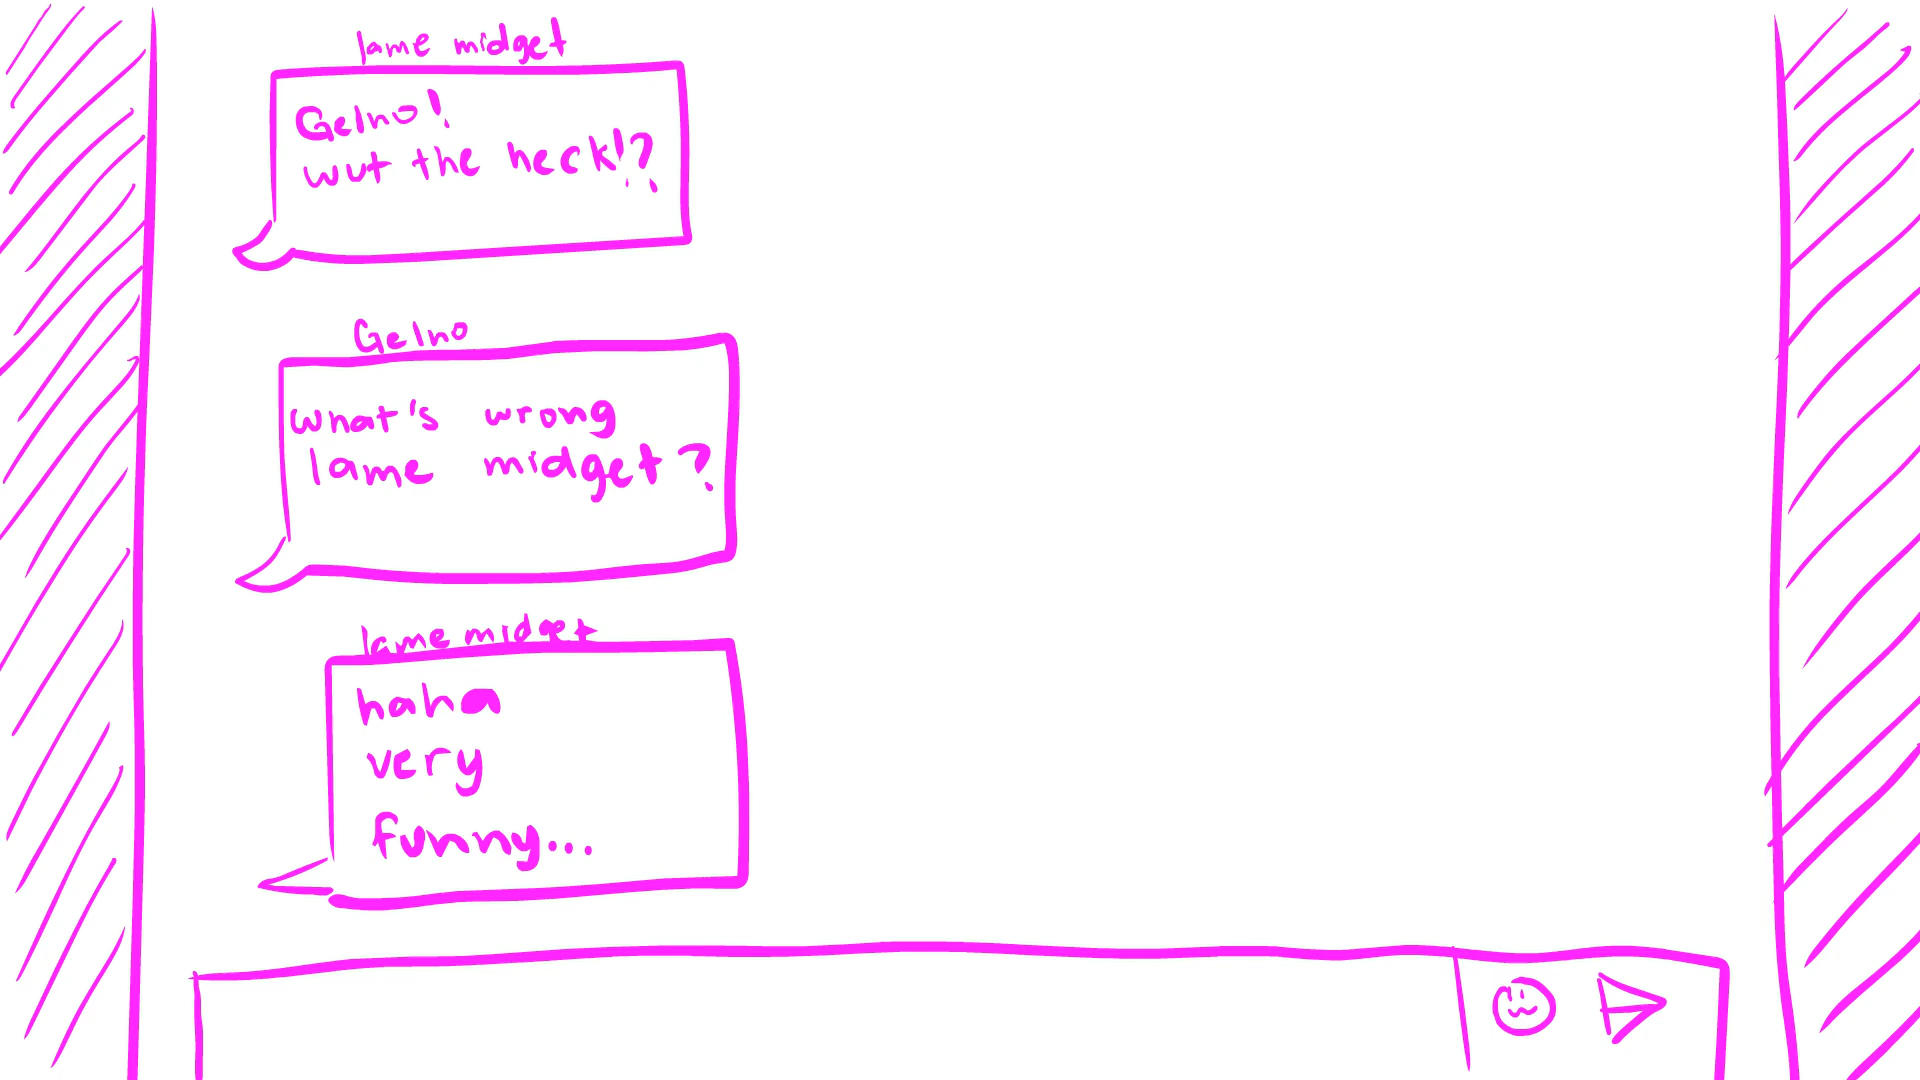 lame midget
Gelno!
wut the heck!?
Gelno
what's wrong
lame midget?
lame midget
haha
very
funny...